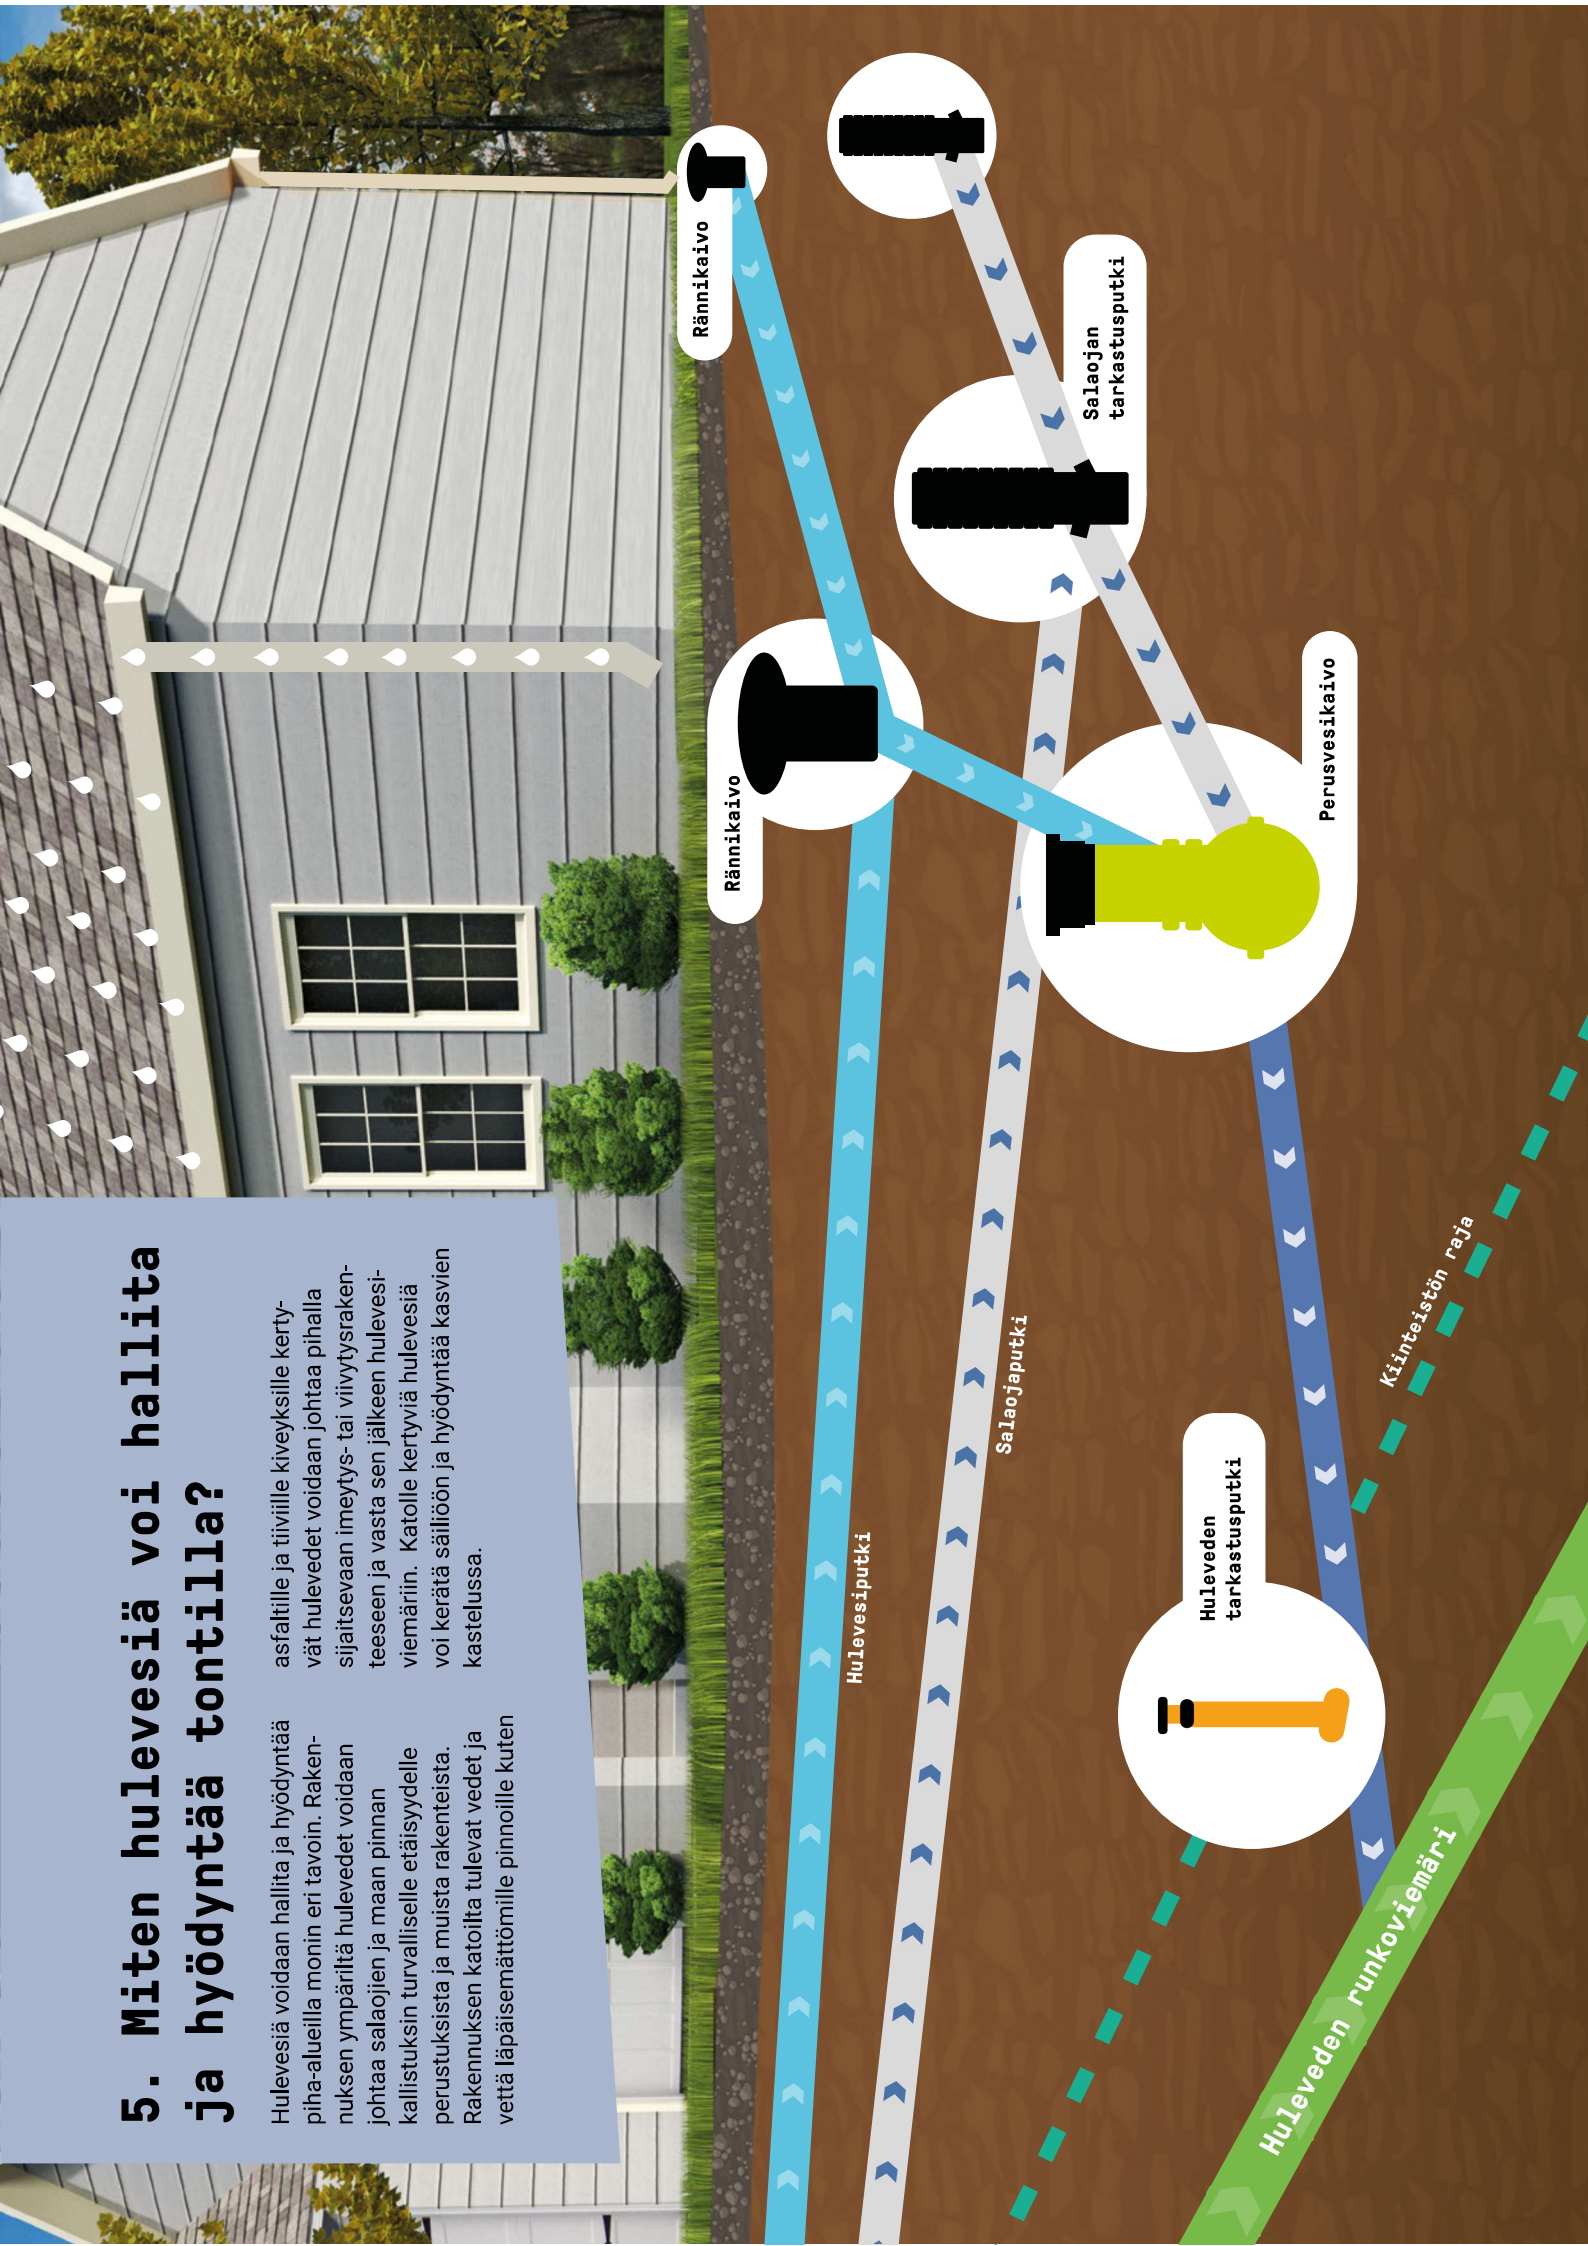 5. Miten hulevesiä voi hallita
ja hyödyntää tontilla?
Hulevesiä voidaan hallita ja hyödyntää
piha-alueilla monin eri tavoin. Raken-
nuksen ympäriltä hulevedet voidaan
johtaa salaojien ja maan pinnan
kallistuksin turvalliselle etäisyydelle
perustuksista ja muista rakenteista.
Rakennuksen katoilta tulevat vedet ja
vettä läpäisemättömille pinnoille kuten
asfaltille ja tiiviille kiveyksille kerty-
vät hulevedet voidaan johtaa pihalla
sijaitsevaan imeytys- tai viivytysraken-
teeseen ja vasta sen jälkeen hulevesi-
viemäriin. Katolle kertyviä hulevesiä
voi kerätä säiliöön ja hyödyntää kasvien
kastelussa.
Rännikaivo
Rännikaivo
Salaojan
tarkastusputki
Perusvesikaivo
Hulevesiputki
Salaojaputki
Kiinteistön raja
Huleveden
tarkastusputki
Huleveden runkoviemäri